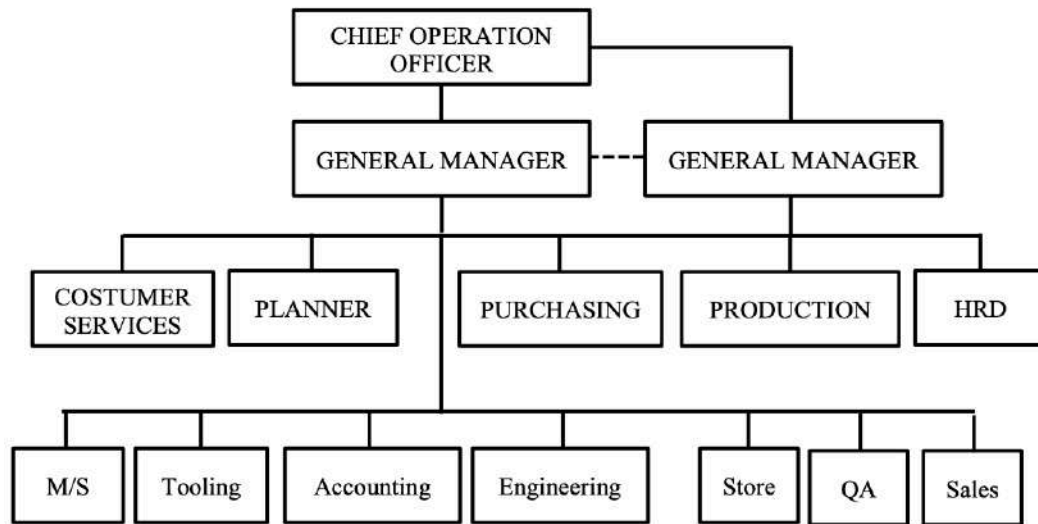 CHIEF OPERATION
OFFICER
GENERAL MANAGER
GENERAL MANAGER
COSTUMER
SERVICES
PLANNER
PURCHASING
PRODUCTION
HRD
M/S
Tooling
Accounting
Engineering
Store
QA
Sales